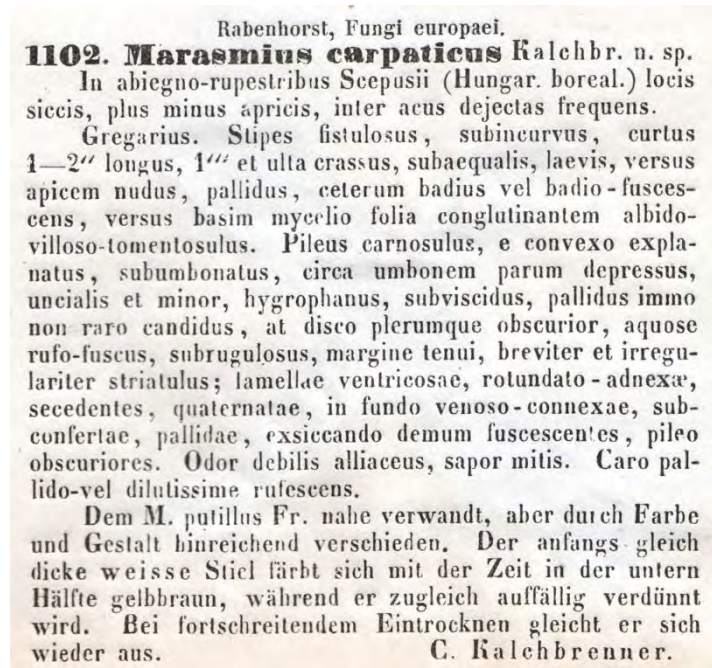 Rabenhorst, Fungi europaei.
1102. Marasmius carpaticus Kalchbr. n. sp.
In abiegno-rupestribus Scepusii (Hungar. boreal.) locis
siccis, plus minus apricis, inter acus dejectas frequens.
Gregarius. Stipes fistulosus, subincurvus, curtus
1—2″ longus, 1‴ et ulta crassus, subaequalis, laevis, versus
apicem nudus, pallidus, ceterum badius vel badio-fusces-
cens, versus basim mycelio folia conglutinantem albido-
villoso-tomentosulus. Pileus carnosulus, e convexo expla-
natus, subumbonatus, circa umbonem parum depressus,
uncialis et minor, hygrophanus, subviscidus, pallidus immo
non raro candidus, at disco plerumque obscurior, aquose
rufo-fuscus, subrugulosus, margine tenui, breviter et irregu-
lariter striatulus; lamellae ventricosae, rotundato-adnexæ,
secedentes, quaternatae, in fundo venoso-connexae, sub-
confertae, pallidae, exsiccando demum fuscescentes, pileo
obscuriores. Odor debilis alliaceus, sapor mitis. Caro pal-
lido-vel dilutissime rufescens.
Dem M. putillus Fr. nahe verwandt, aber durch Farbe
und Gestalt hinreichend verschieden. Der anfangs gleich
dicke weisse Stiel färbt sich mit der Zeit in der untern
Hälfte gelbbraun, während er zugleich auffällig verdünnt
wird. Bei fortschreitendem Eintrocknen gleicht er sich
wieder aus. C. Kalchbrenner.